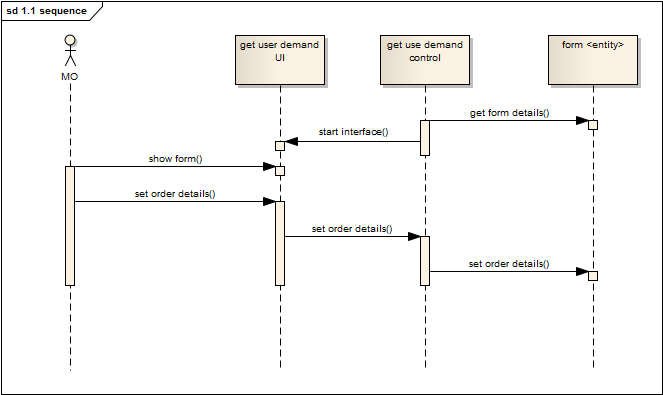 sd 1.1 sequence
MO
get user demand
UI
get use demand
control
form <entity>
get form details()
start interface()
show form()
set order details()
set order details()
set order details()